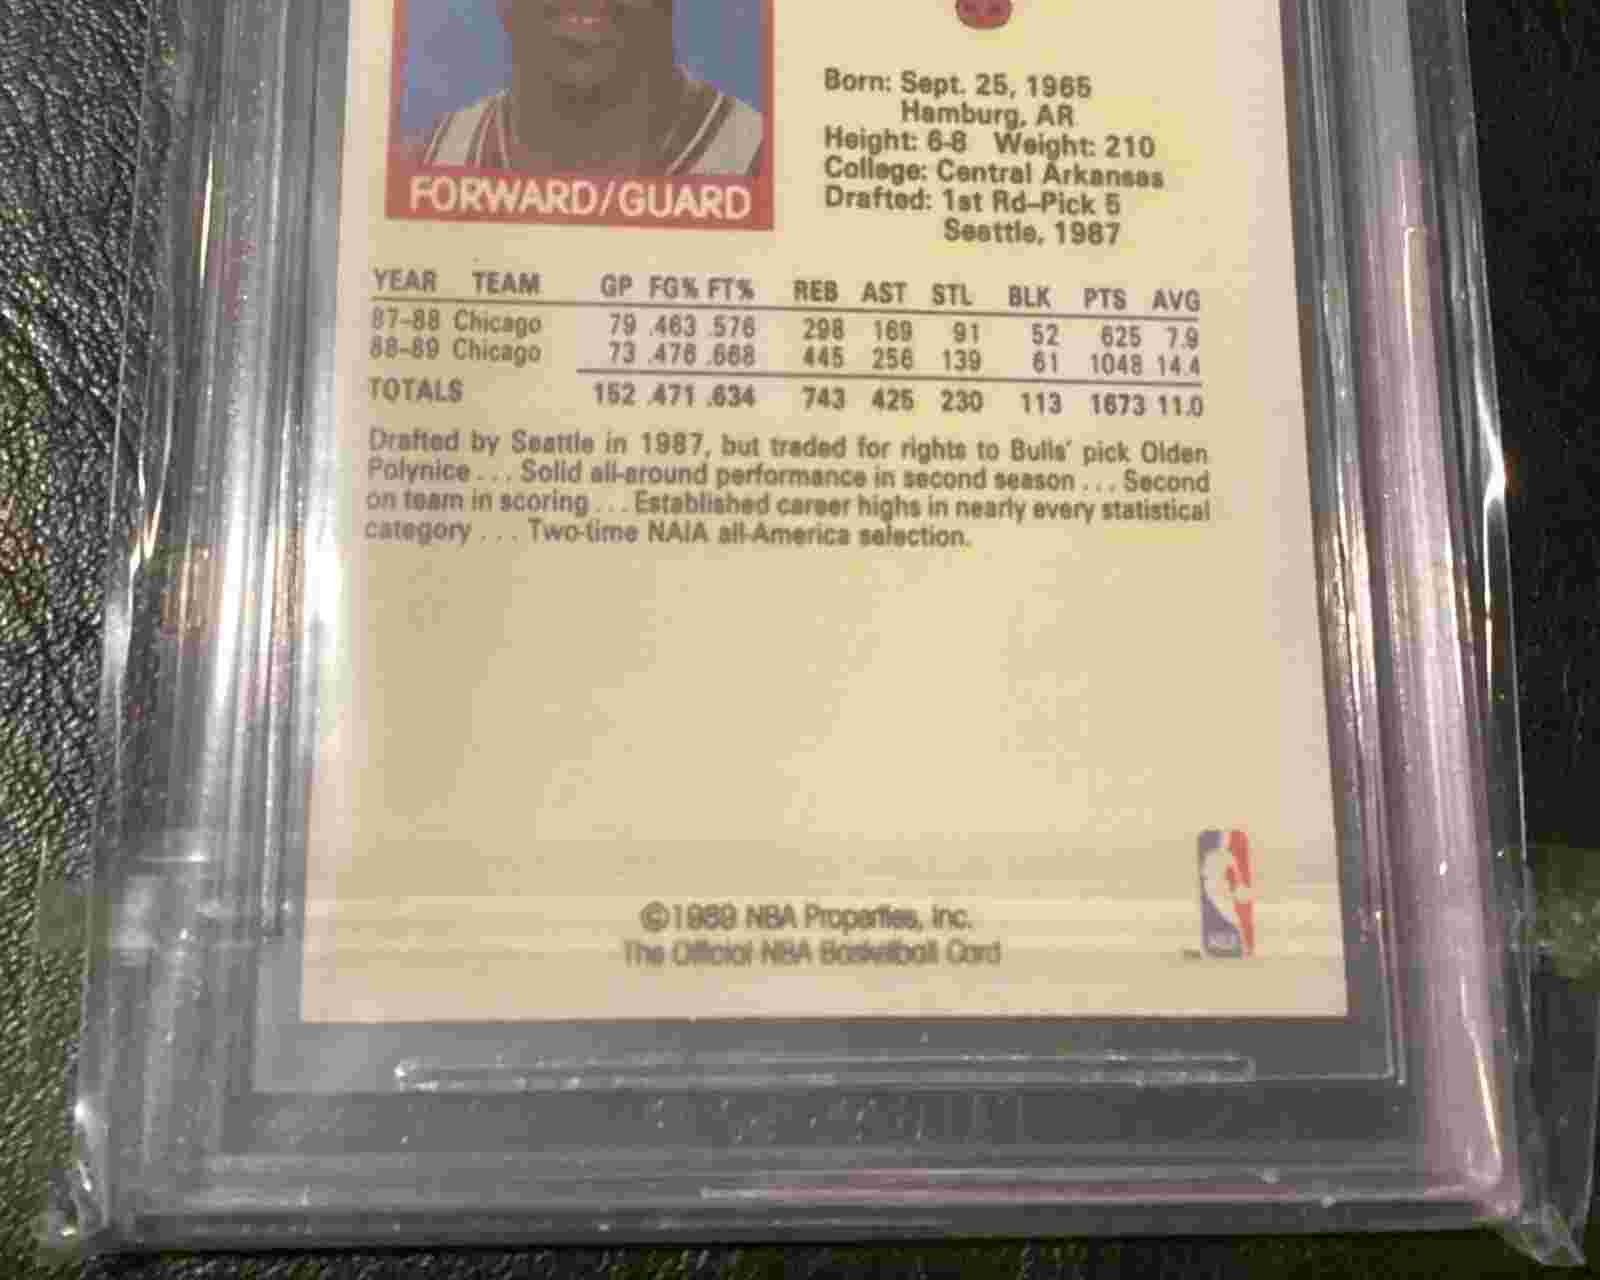 FORWARD/GUARD
Born: Sept. 25, 1965
Hamburg, AR
Height: 6-8 Weight: 210
College: Central Arkansas
Drafted: 1st Rd-Pick 5
Seattle, 1987
YEAR TEAM GP FG% FT% REB AST STL BLK PTS AVG
87-88 Chicago 79 .463 .576 298 169 91 52 625 7.9
88-89 Chicago 73 .476 .668 445 256 139 61 1048 14.4
TOTALS 152 .471 .634 743 425 230 113 1673 11.0
Drafted by Seattle in 1987, but traded for rights to Bulls' pick Olden
Polynice . . . Solid all-around performance in second season . . . Second
on team in scoring . . . Established career highs in nearly every statistical
category . . . Two-time NAIA all-America selection.
©1989 NBA Properties, Inc.
The Official NBA Basketball Card